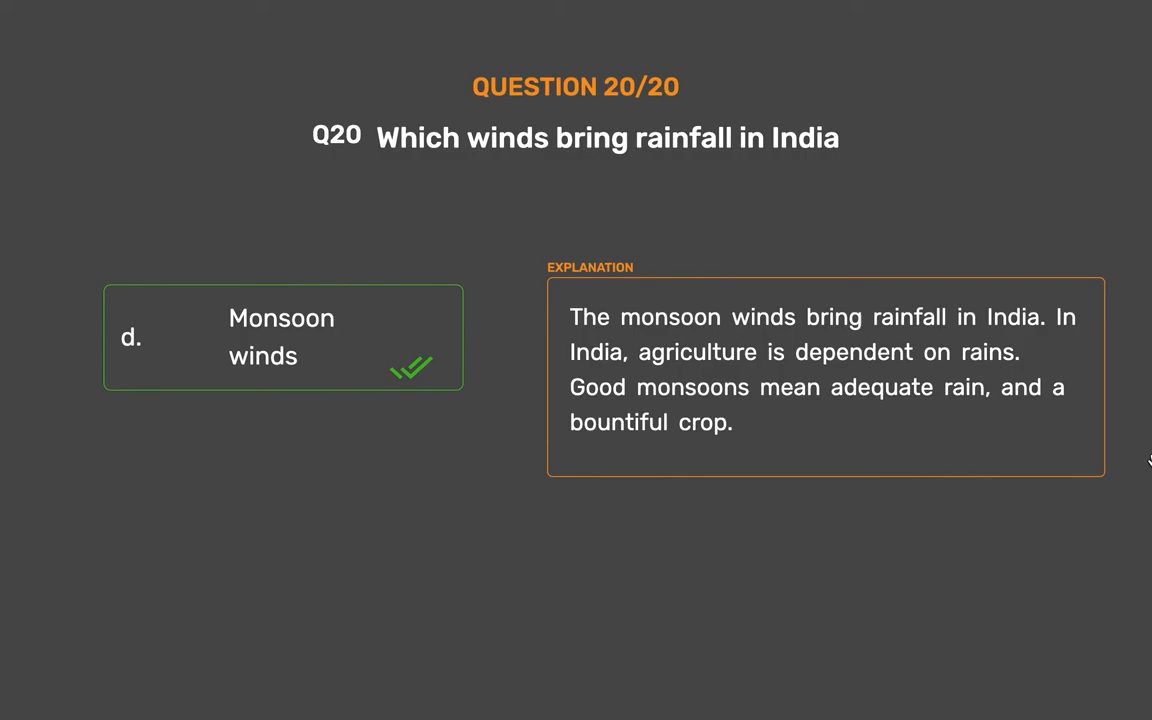 QUESTION 20/20
Q20 Which winds bring rainfall in India
d.
Monsoon
winds
EXPLANATION
The monsoon winds bring rainfall in India. In
India, agriculture is dependent on rains.
Good monsoons mean adequate rain, and a
bountiful crop.